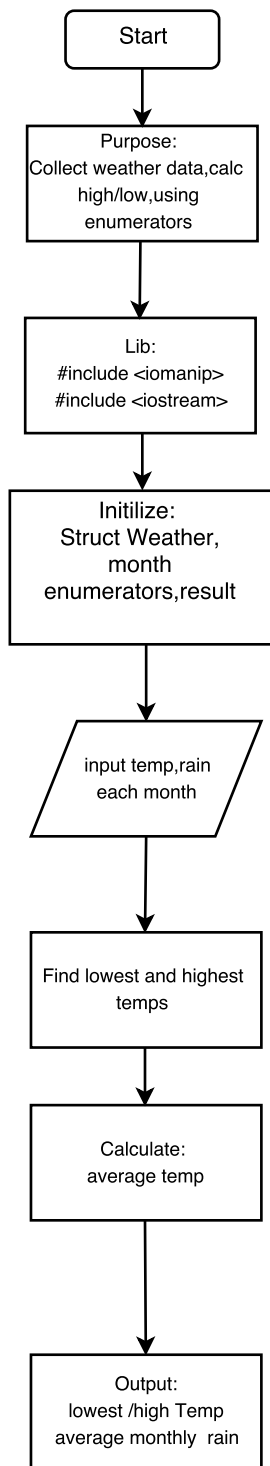 Start
Purpose:
Collect weather data,calc
high/low,using
enumerators
Lib:
#include <iomanip>
#include <iostream>
Initilize:
Struct Weather,
month
enumerators,result
input temp,rain
each month
Find lowest and highest
temps
Calculate:
average temp
Output:
lowest /high Temp
average monthly rain